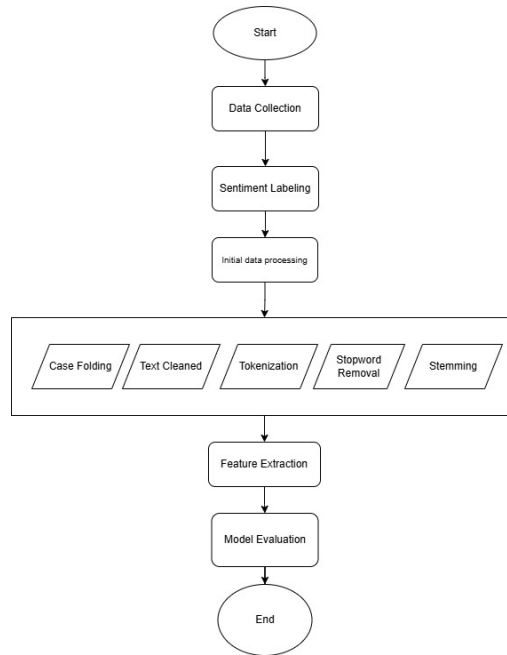 Start
Data Collection
Sentiment Labeling
Initial data processing
Case Folding
Text Cleaned
Tokenization
Stopword
Removal
Stemming
Feature Extraction
Model Evaluation
End